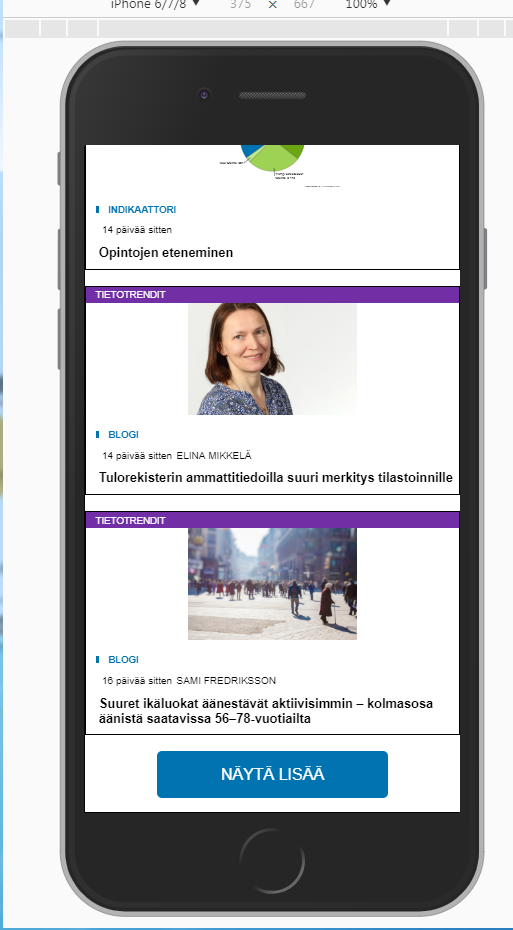 iPhone 6/7/8 ▼ 375 × 667 100% ▼
INDIKAATTORI
14 päivää sitten
Opintojen eteneminen
TIETOTRENDIT
BLOGI
14 päivää sitten ELINA MIKKELÄ
Tulorekisterin ammattitiedoilla suuri merkitys tilastoinnille
TIETOTRENDIT
BLOGI
16 päivää sitten SAMI FREDRIKSSON
Suuret ikäluokat äänestävät aktiivisimmin – kolmasosa
äänistä saatavissa 56–78-vuotiailta
NÄYTÄ LISÄÄ